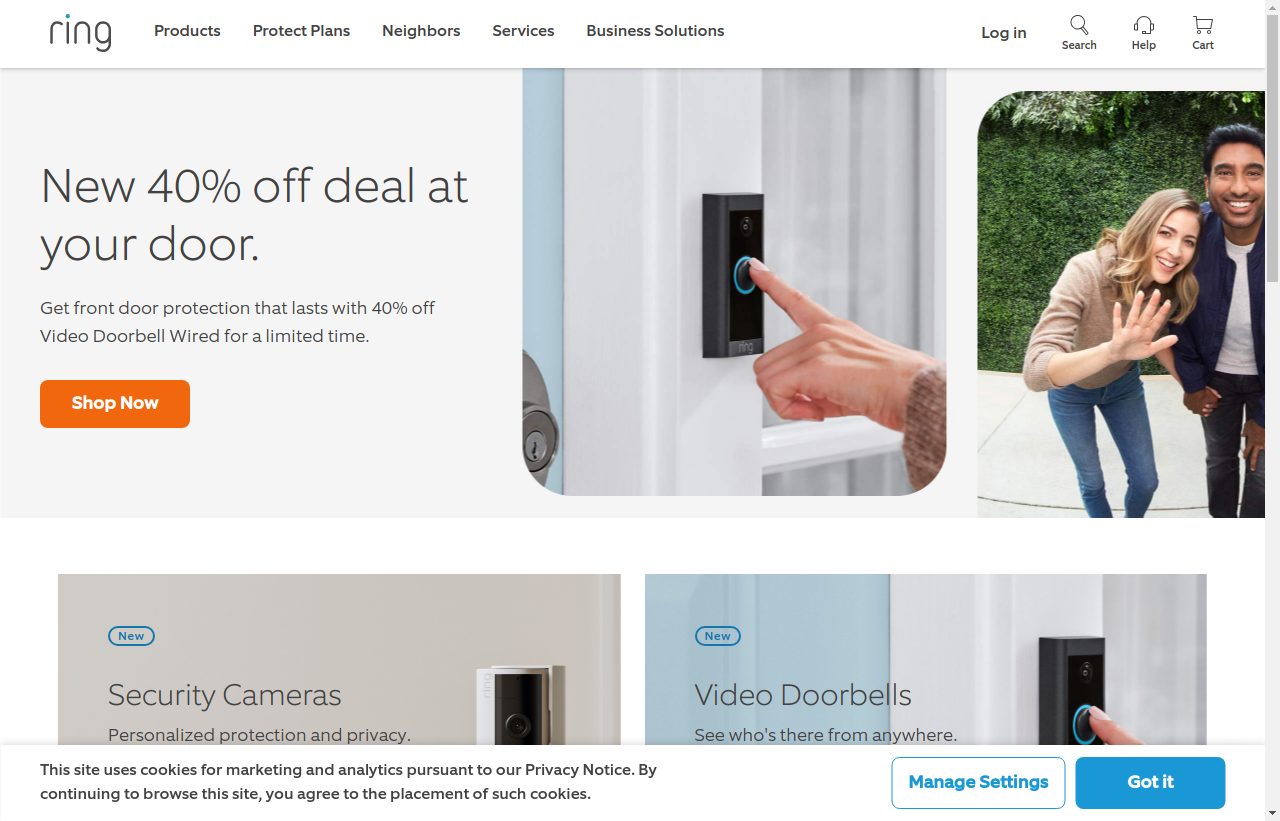 ring
Products
Protect Plans
Neighbors
Services
Business Solutions
Log in
Search
Help
Cart
New 40% off deal at
your door.
Get front door protection that lasts with 40% off
Video Doorbell Wired for a limited time.
Shop Now
ring
New
Security Cameras
Personalized protection and privacy.
ring
New
Video Doorbells
See who's there from anywhere.
This site uses cookies for marketing and analytics pursuant to our Privacy Notice. By
continuing to browse this site, you agree to the placement of such cookies.
Manage Settings
Got it